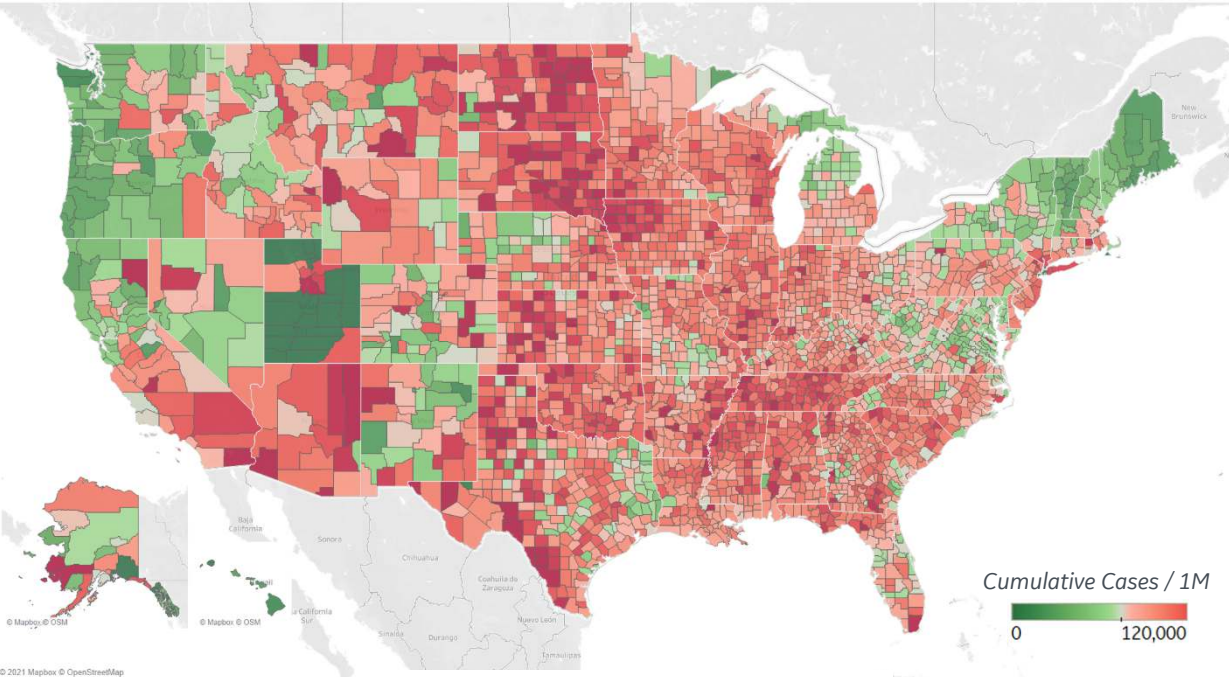 New
Brunswick
Baja
California
Sonora
Chihuahua
Coahuila de
Zaragoza
Cumulative Cases / 1M
0 120,000
© Mapbox © OSM
© Mapbox © OSM
a California
Sur
Sinaloa
Durango
Nuevo León
Tamaulipas
© 2021 Mapbox © OpenStreetMap